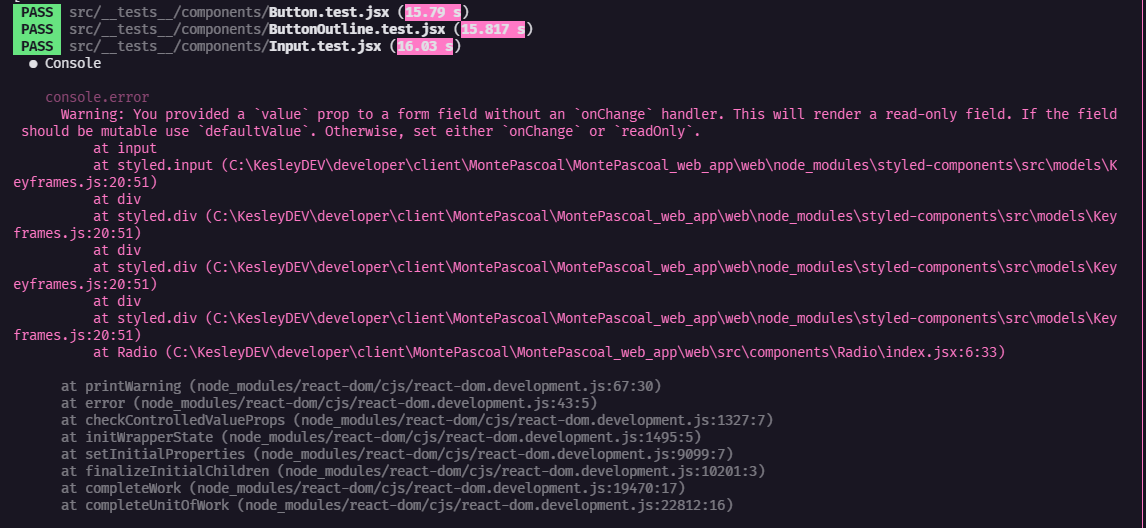 PASS src/__tests__/components/Button.test.jsx (15.79 s)
PASS src/__tests__/components/ButtonOutline.test.jsx (15.817 s)
PASS src/__tests__/components/Input.test.jsx (16.03 s)
● Console
console.error
Warning: You provided a `value` prop to a form field without an `onChange` handler. This will render a read-only field. If the field
should be mutable use `defaultValue`. Otherwise, set either `onChange` or `readOnly`.
at input
at styled.input (C:\KesleyDEV\developer\client\MontePascoal\MontePascoal_web_app\web\node_modules\styled-components\src\models\K
eyframes.js:20:51)
at div
at styled.div (C:\KesleyDEV\developer\client\MontePascoal\MontePascoal_web_app\web\node_modules\styled-components\src\models\Key
frames.js:20:51)
at div
at styled.div (C:\KesleyDEV\developer\client\MontePascoal\MontePascoal_web_app\web\node_modules\styled-components\src\models\Key
eyframes.js:20:51)
at div
at styled.div (C:\KesleyDEV\developer\client\MontePascoal\MontePascoal_web_app\web\node_modules\styled-components\src\models\Key
frames.js:20:51)
at Radio (C:\KesleyDEV\developer\client\MontePascoal\MontePascoal_web_app\web\src\components\Radio\index.jsx:6:33)
at printWarning (node_modules/react-dom/cjs/react-dom.development.js:67:30)
at error (node_modules/react-dom/cjs/react-dom.development.js:43:5)
at checkControlledValueProps (node_modules/react-dom/cjs/react-dom.development.js:1327:7)
at initWrapperState (node_modules/react-dom/cjs/react-dom.development.js:1495:5)
at setInitialProperties (node_modules/react-dom/cjs/react-dom.development.js:9099:7)
at finalizeInitialChildren (node_modules/react-dom/cjs/react-dom.development.js:10201:3)
at completeWork (node_modules/react-dom/cjs/react-dom.development.js:19470:17)
at completeUnitOfWork (node_modules/react-dom/cjs/react-dom.development.js:22812:16)